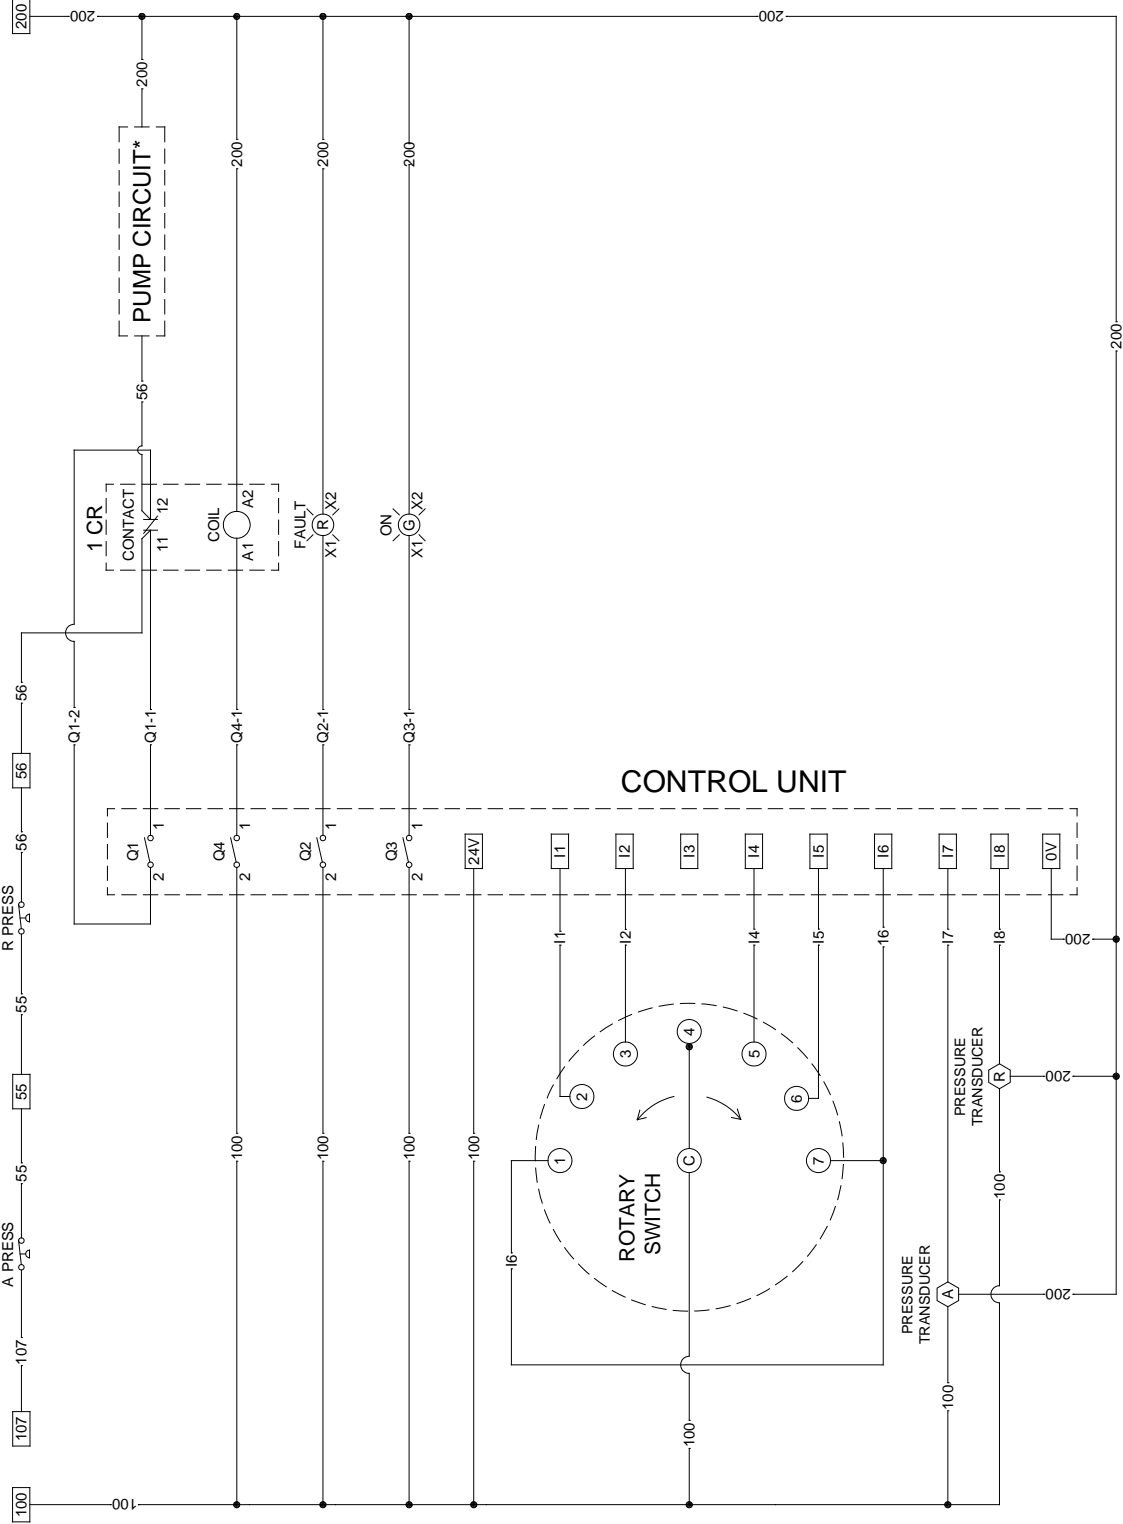 100
107
107
A PRESS
55
55
55
R PRESS
56
56
56
200
100
200
Q1-2
1 CR
CONTACT
11
12
Q1
2
1
Q1-1
56
PUMP CIRCUIT*
200
100
Q4
2
1
Q4-1
COIL
A1
A2
200
100
Q2
2
1
Q2-1
FAULT
X1
R
X2
200
100
Q3
2
1
Q3-1
ON
X1
G
X2
200
100
24V
CONTROL UNIT
I6
1
2
I1
I1
3
I2
I2
ROTARY
SWITCH
100
C
4
I3
5
I4
I4
6
I5
I5
7
16
I6
PRESSURE
TRANSDUCER
100
A
I7
I7
PRESSURE
TRANSDUCER
100
R
I8
I8
0V
200
200
200
200
200